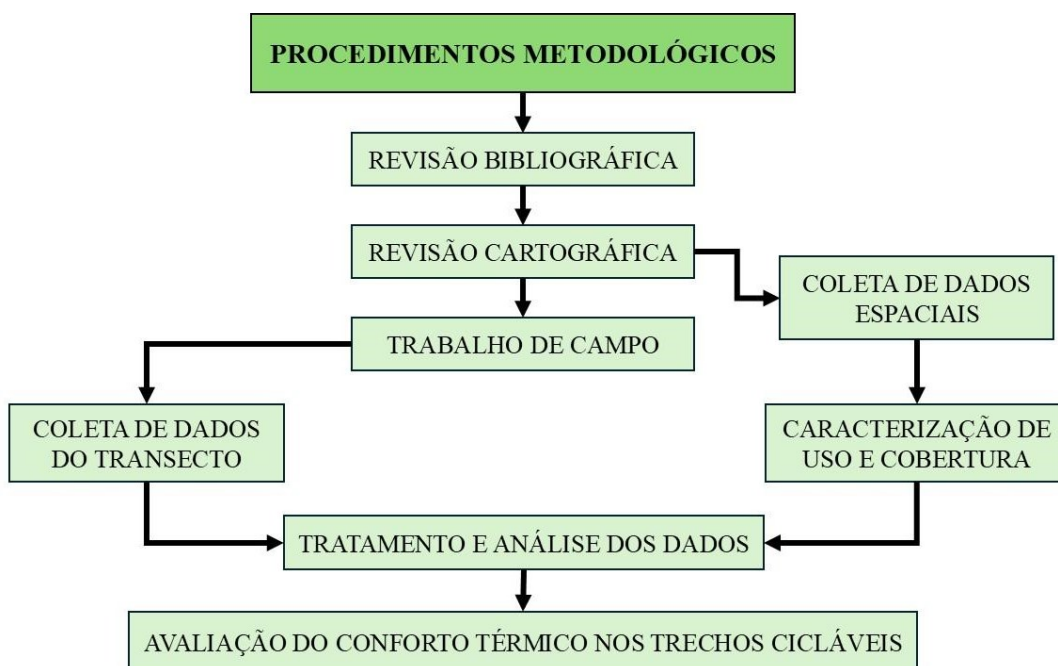 PROCEDIMENTOS METODOLÓGICOS
REVISÃO BIBLIOGRÁFICA
REVISÃO CARTOGRÁFICA
COLETA DE DADOS
ESPACIAIS
TRABALHO DE CAMPO
COLETA DE DADOS
DO TRANSECTO
CARACTERIZAÇÃO DE
USO E COBERTURA
TRATAMENTO E ANÁLISE DOS DADOS
AVALIAÇÃO DO CONFORTO TÉRMICO NOS TRECHOS CICLÁVEIS